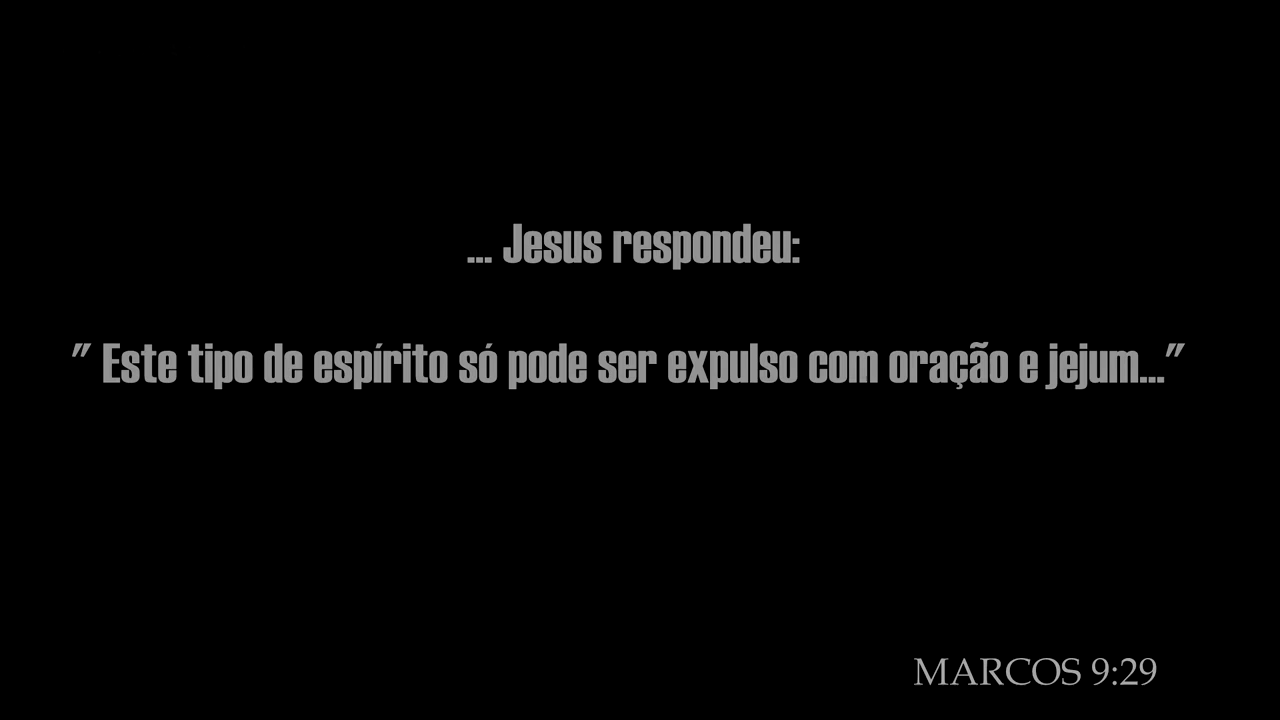 ... Jesus respondeu:
" Este tipo de espírito só pode ser expulso com oração e jejum..."
MARCOS 9:29